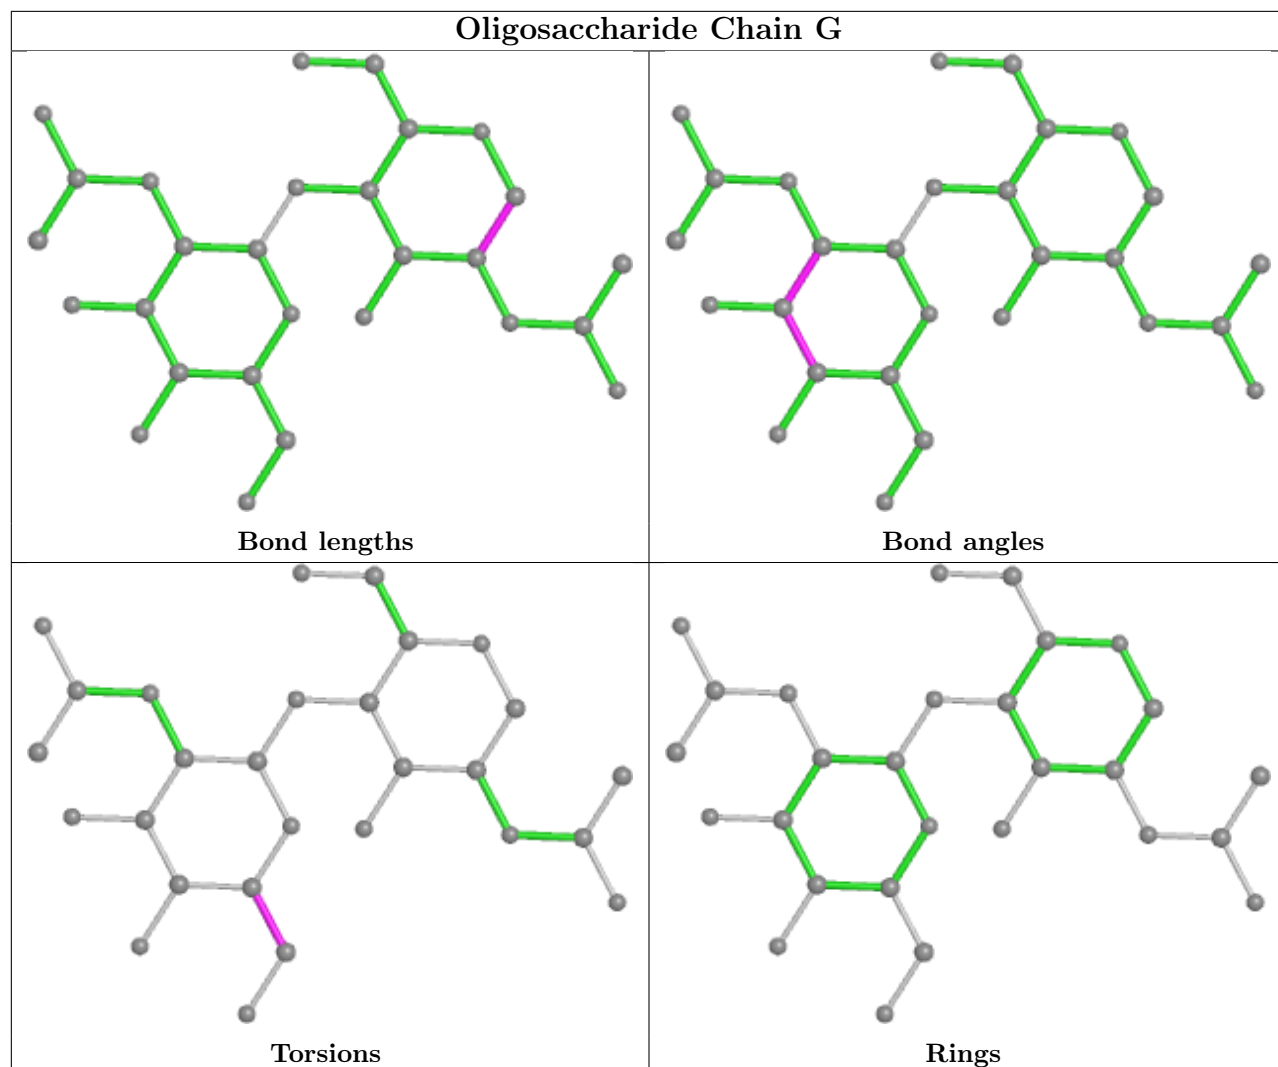 Oligosaccharide Chain G
Bond lengths
Bond angles
Torsions
Rings